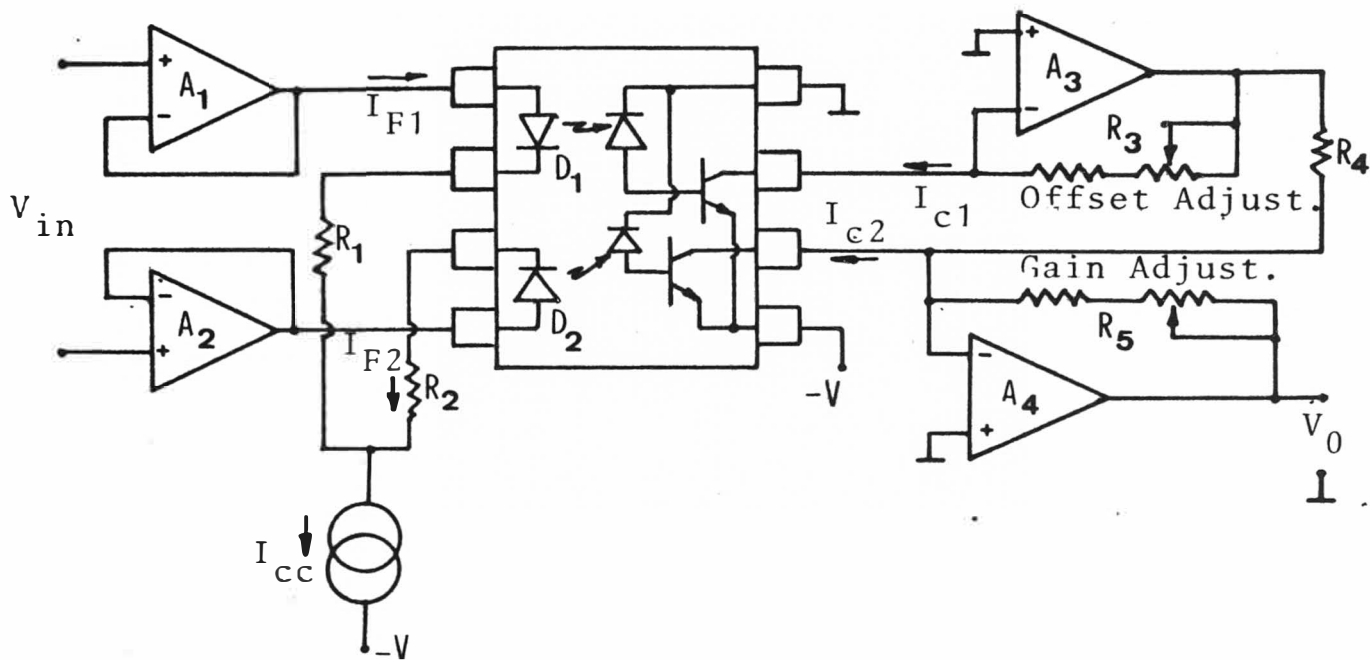 +
A1
-
IF1
Vin
-
A2
+
IF2
R1
R2
Icc
-V
D1
D2
+
A3
-
R3
R4
Ic1
Offset Adjust.
Ic2
Gain Adjust.
R5
-
A4
+
-V
VO